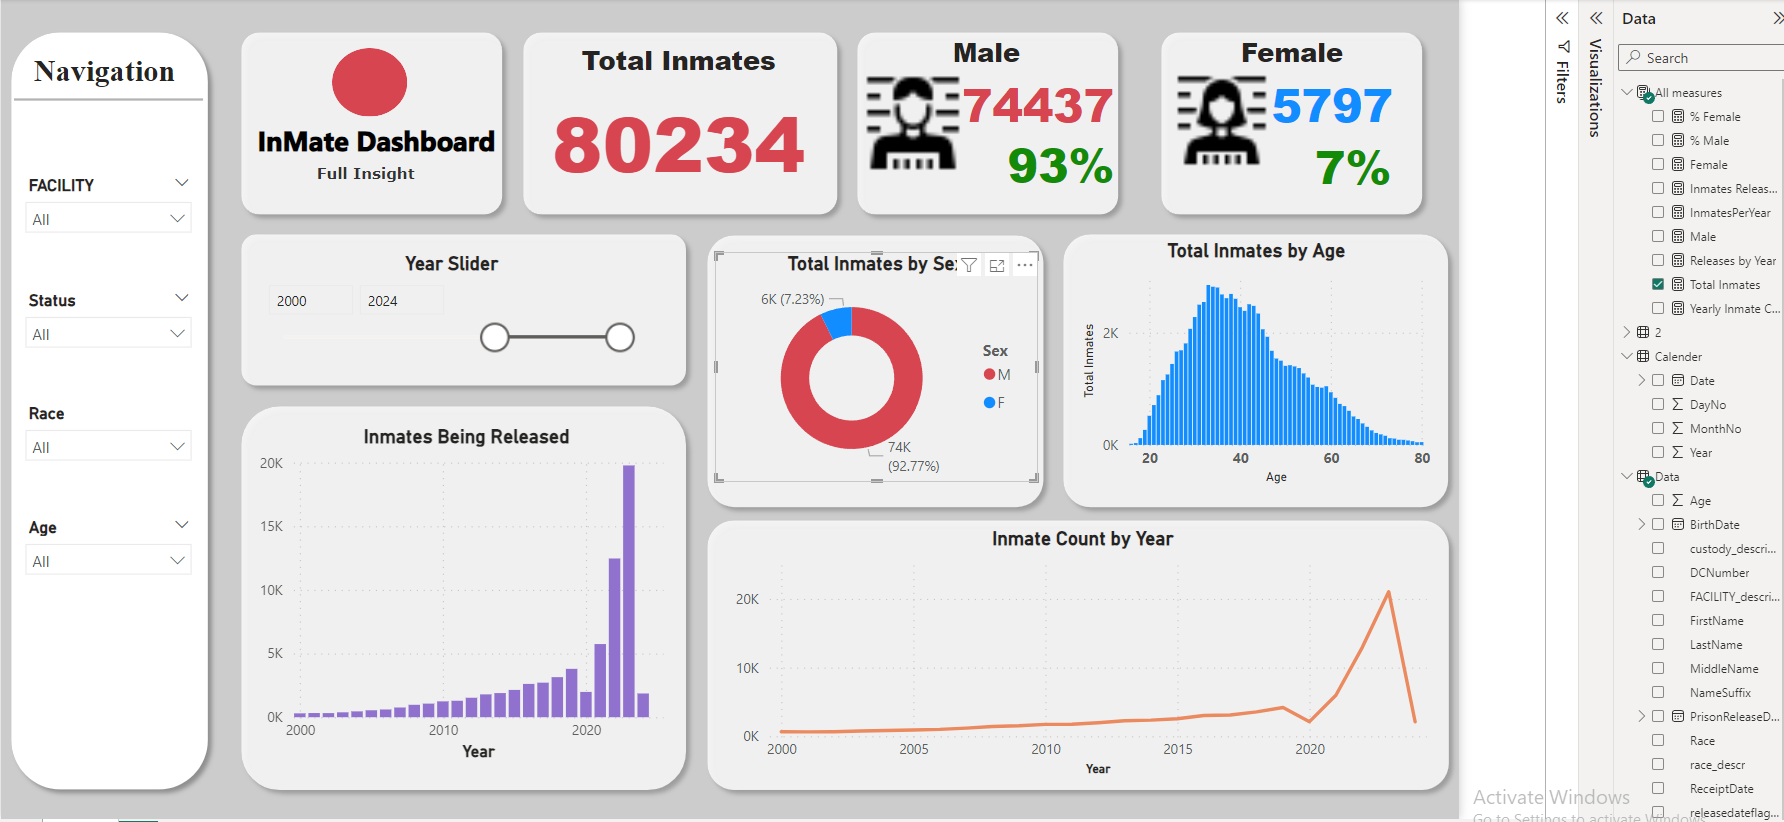 Navigation
FACILITY
All
Status
All
Race
All
Age
All
InMate Dashboard
Full Insight
Total Inmates
80234
Male
74437
93%
Female
5797
7%
Year Slider
2000 2024
Inmates Being Released
20K
15K
10K
5K
0K
2000 2010 2020
Year
Total Inmates by Se
6K (7.23%)
74K
(92.77%)
Sex
M
F
Total Inmates by Age
Total Inmates
2K
0K
20 40 60 80
Age
Inmate Count by Year
20K
10K
0K
2000 2005 2010 2015 2020
Year
Filters
Visualizations
Data
Search
All measures
% Female
% Male
Female
Inmates Releas...
InmatesPerYear
Male
Releases by Year
Total Inmates
Yearly Inmate C...
2
Calender
Date
DayNo
MonthNo
Year
Data
Age
BirthDate
custody_descri...
DCNumber
FACILITY_descri...
FirstName
LastName
MiddleName
NameSuffix
PrisonReleaseD...
Race
race_descr
ReceiptDate
releasedateflag...
Activate Windows
Go to Settings to activate Windows.